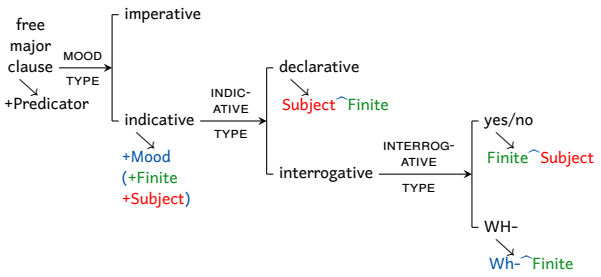 free
major
clause
+Predicator
MOOD
TYPE
imperative
indicative
+Mood
(+Finite
+Subject)
INDIC-
ATIVE
TYPE
declarative
Subject^Finite
interrogative
INTERROG-
ATIVE
TYPE
yes/no
Finite^Subject
WH-
Wh-^Finite